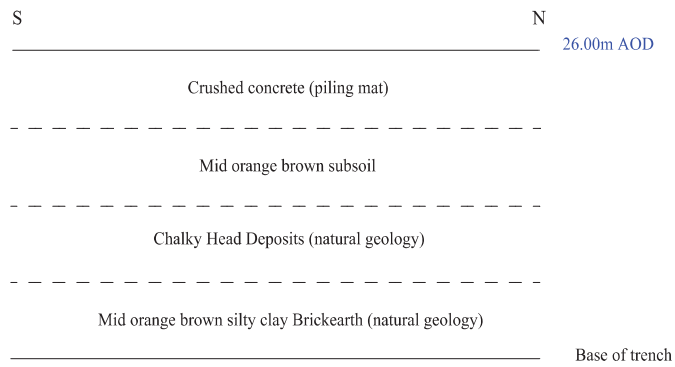 S N
26.00m AOD
Crushed concrete (piling mat)
Mid orange brown subsoil
Chalky Head Deposits (natural geology)
Mid orange brown silty clay Brickearth (natural geology)
Base of trench